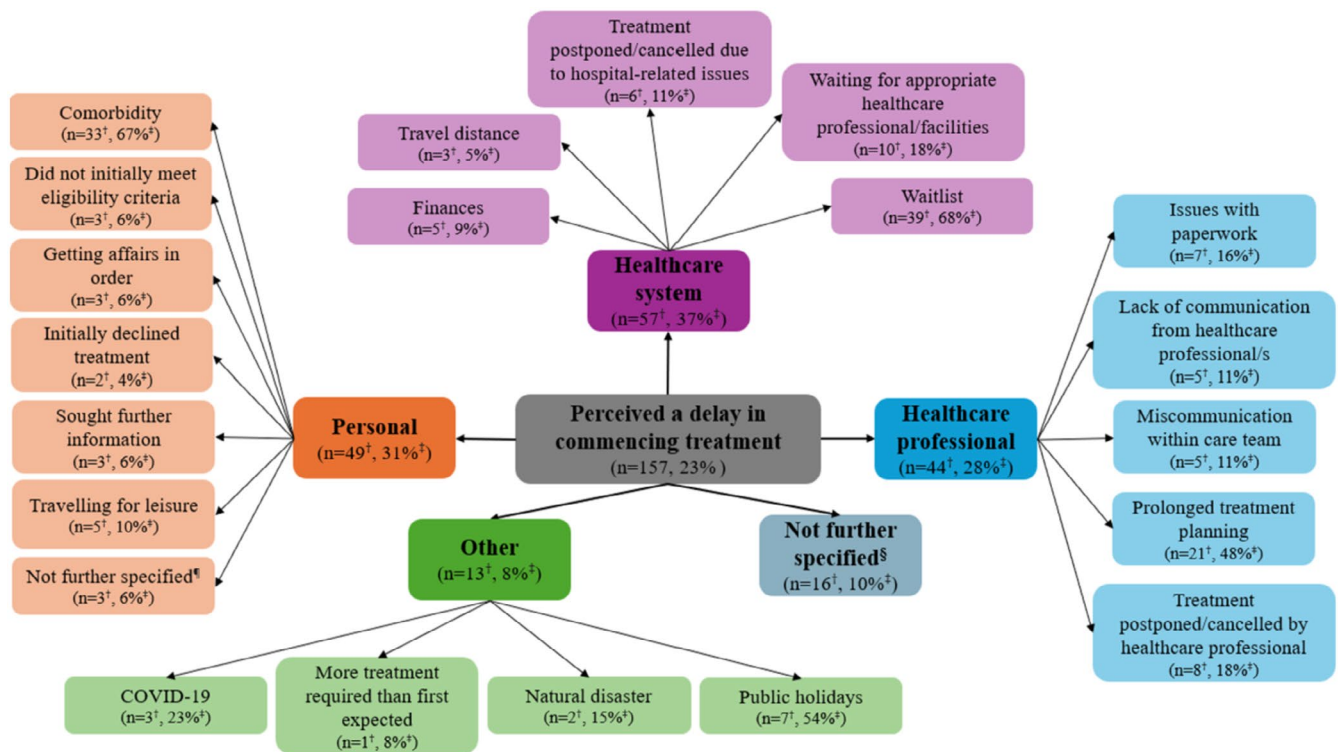 Treatment
postponed/cancelled due
to hospital-related issues
(n=6†, 11%‡)
Waiting for appropriate
healthcare
professional/facilities
(n=10†, 18%‡)
Travel distance
(n=3†, 5%‡)
Finances
(n=5†, 9%‡)
Waitlist
(n=39†, 68%‡)
Healthcare
system
(n=57†, 37%‡)
Comorbidity
(n=33†, 67%‡)
Did not initially meet
eligibility criteria
(n=3†, 6%‡)
Getting affairs in
order
(n=3†, 6%‡)
Initially declined
treatment
(n=2†, 4%‡)
Sought further
information
(n=3†, 6%‡)
Travelling for leisure
(n=5†, 10%‡)
Not further specified¶
(n=3†, 6%‡)
Personal
(n=49†, 31%‡)
Perceived a delay in
commencing treatment
(n=157, 23%)
Healthcare
professional
(n=44†, 28%‡)
Issues with
paperwork
(n=7†, 16%‡)
Lack of communication
from healthcare
professional/s
(n=5†, 11%‡)
Miscommunication
within care team
(n=5†, 11%‡)
Prolonged treatment
planning
(n=21†, 48%‡)
Treatment
postponed/cancelled by
healthcare professional
(n=8†, 18%‡)
Other
(n=13†, 8%‡)
Not further
specified§
(n=16†, 10%‡)
COVID-19
(n=3†, 23%‡)
More treatment
required than first
expected
(n=1†, 8%‡)
Natural disaster
(n=2†, 15%‡)
Public holidays
(n=7†, 54%‡)